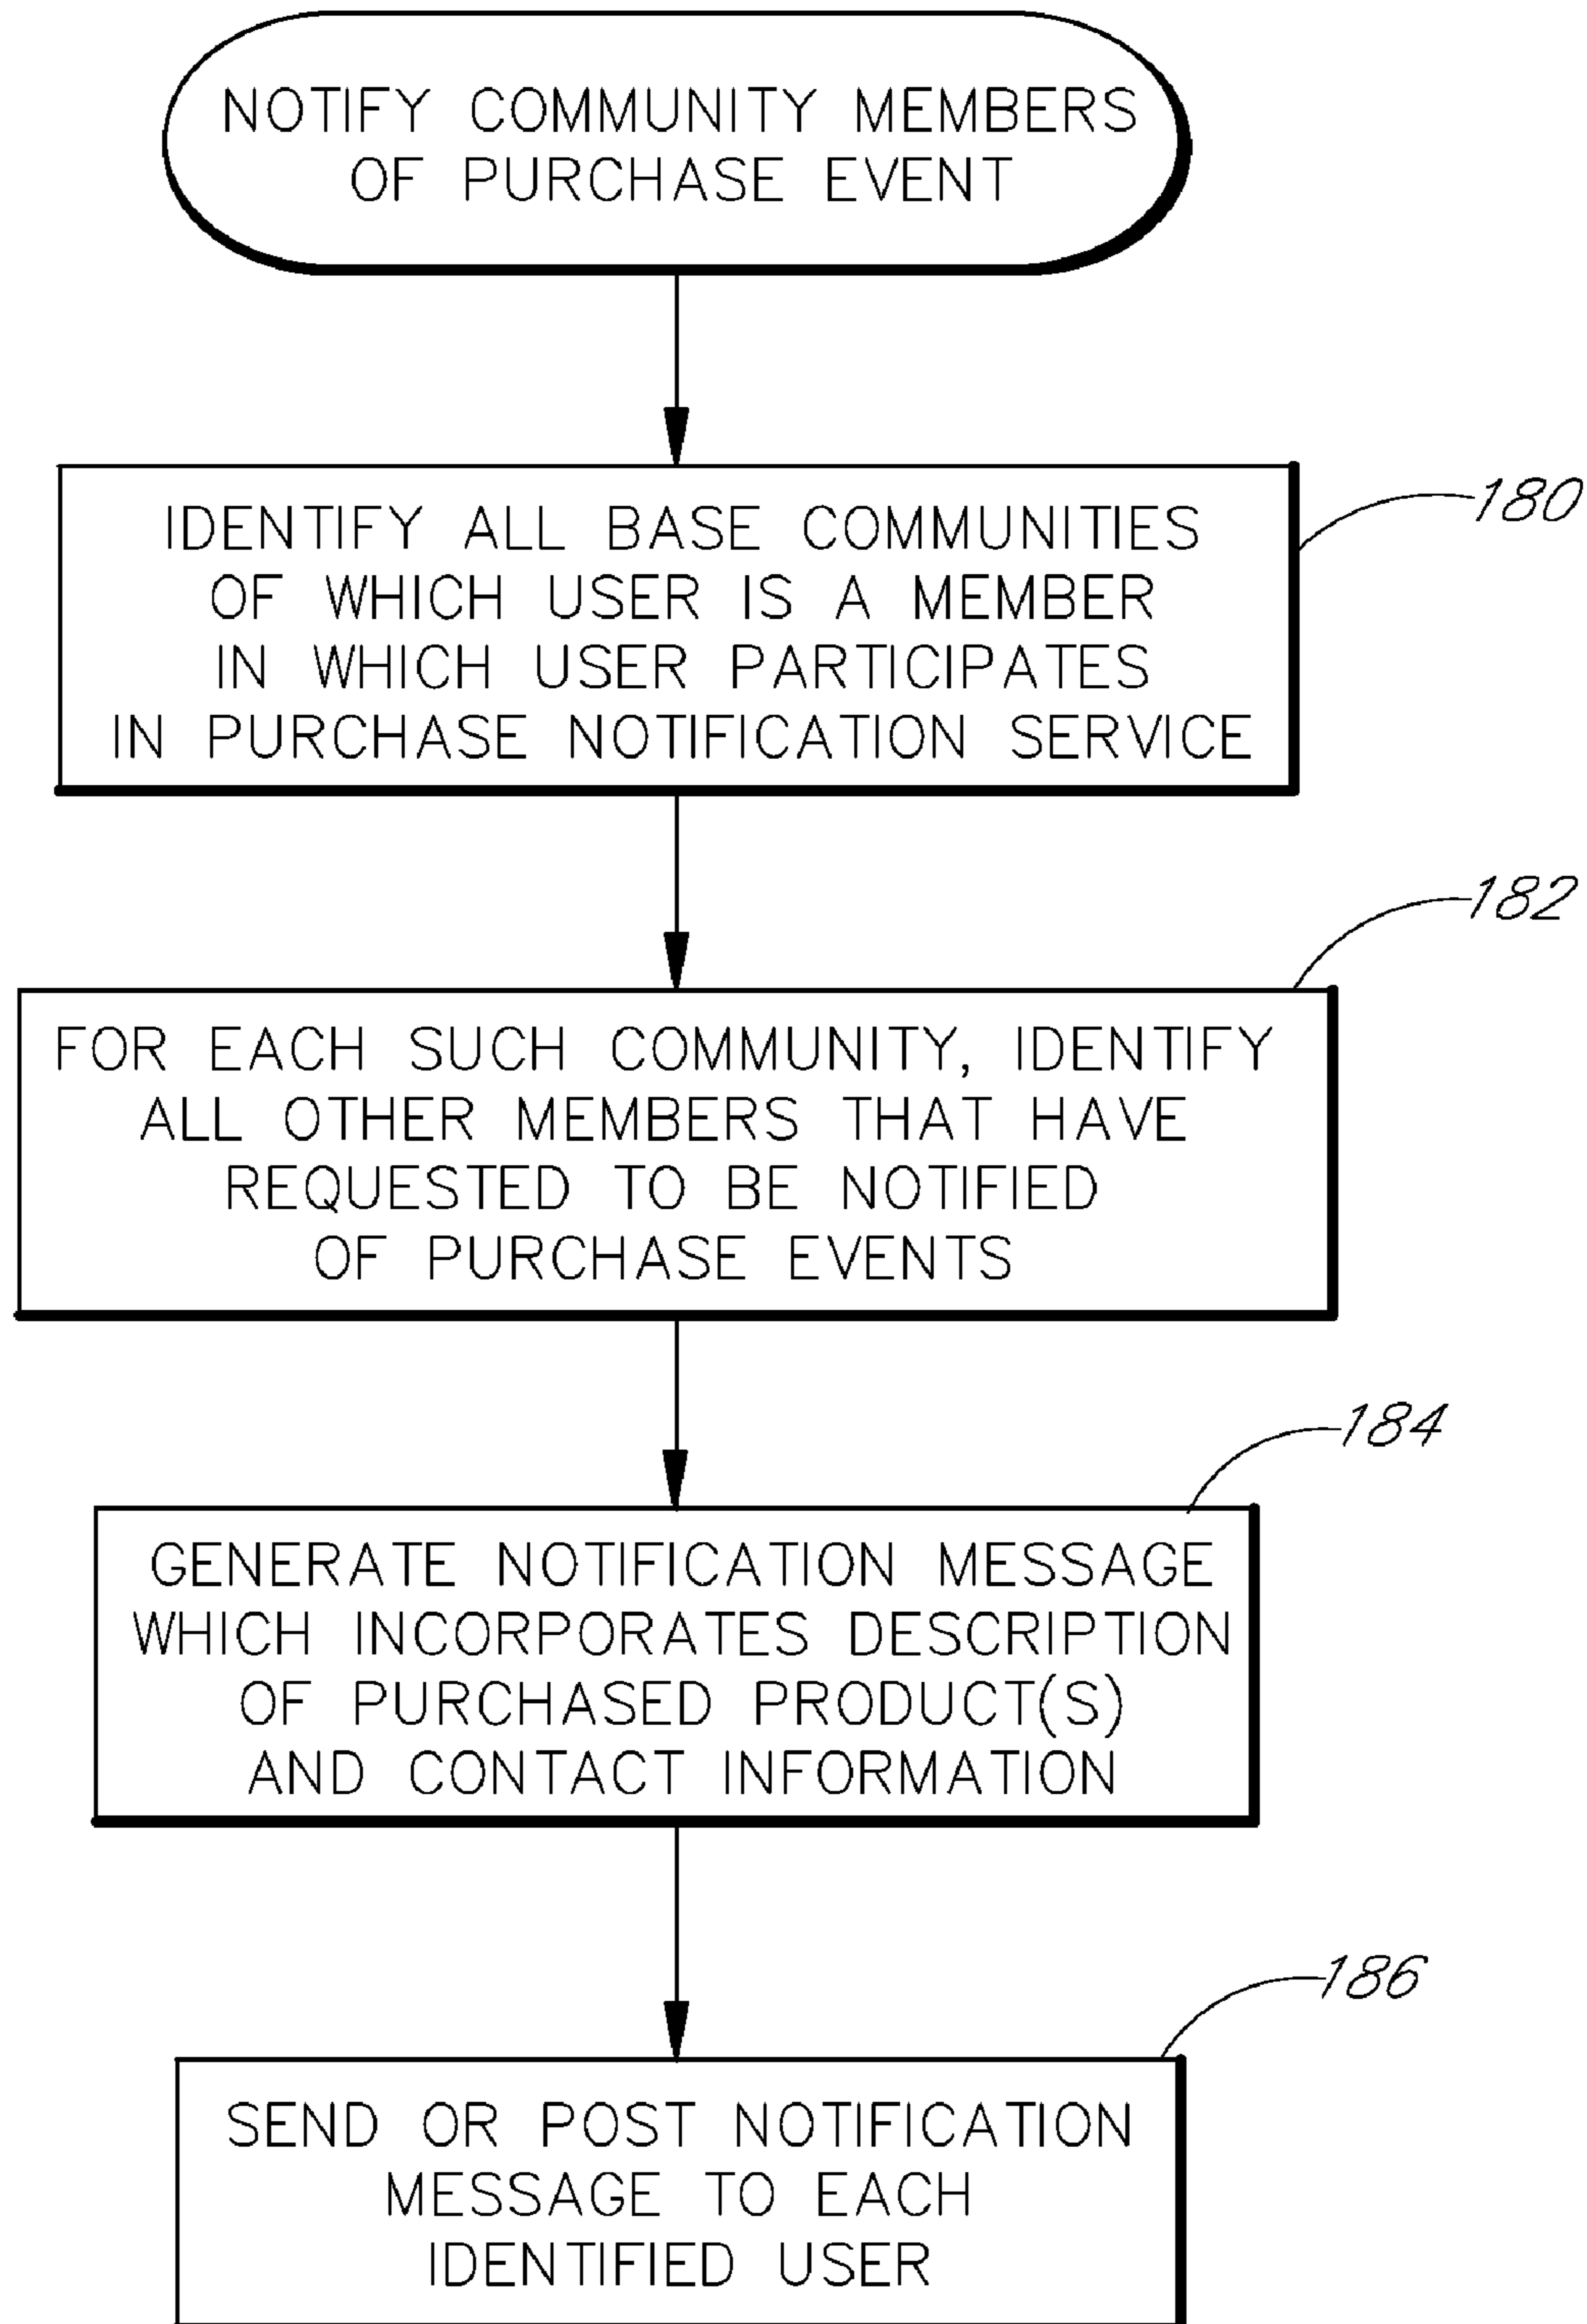 NOTIFY COMMUNITY MEMBERS
OF PURCHASE EVENT
IDENTIFY ALL BASE COMMUNITIES
OF WHICH USER IS A MEMBER
IN WHICH USER PARTICIPATES
IN PURCHASE NOTIFICATION SERVICE
180
182
FOR EACH SUCH COMMUNITY, IDENTIFY
ALL OTHER MEMBERS THAT HAVE
REQUESTED TO BE NOTIFIED
OF PURCHASE EVENTS
184
GENERATE NOTIFICATION MESSAGE
WHICH INCORPORATES DESCRIPTION
OF PURCHASED PRODUCT(S)
AND CONTACT INFORMATION
186
SEND OR POST NOTIFICATION
MESSAGE TO EACH
IDENTIFIED USER